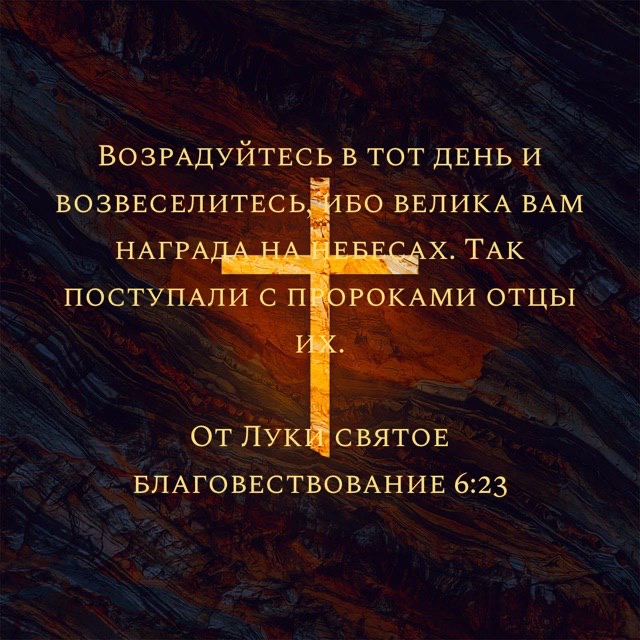 Возрадуйтесь в тот день и
возвеселитесь, ибо велика вам
награда на небесах. Так
поступали с пророками отцы
их.
От Луки святое
благовествование 6:23